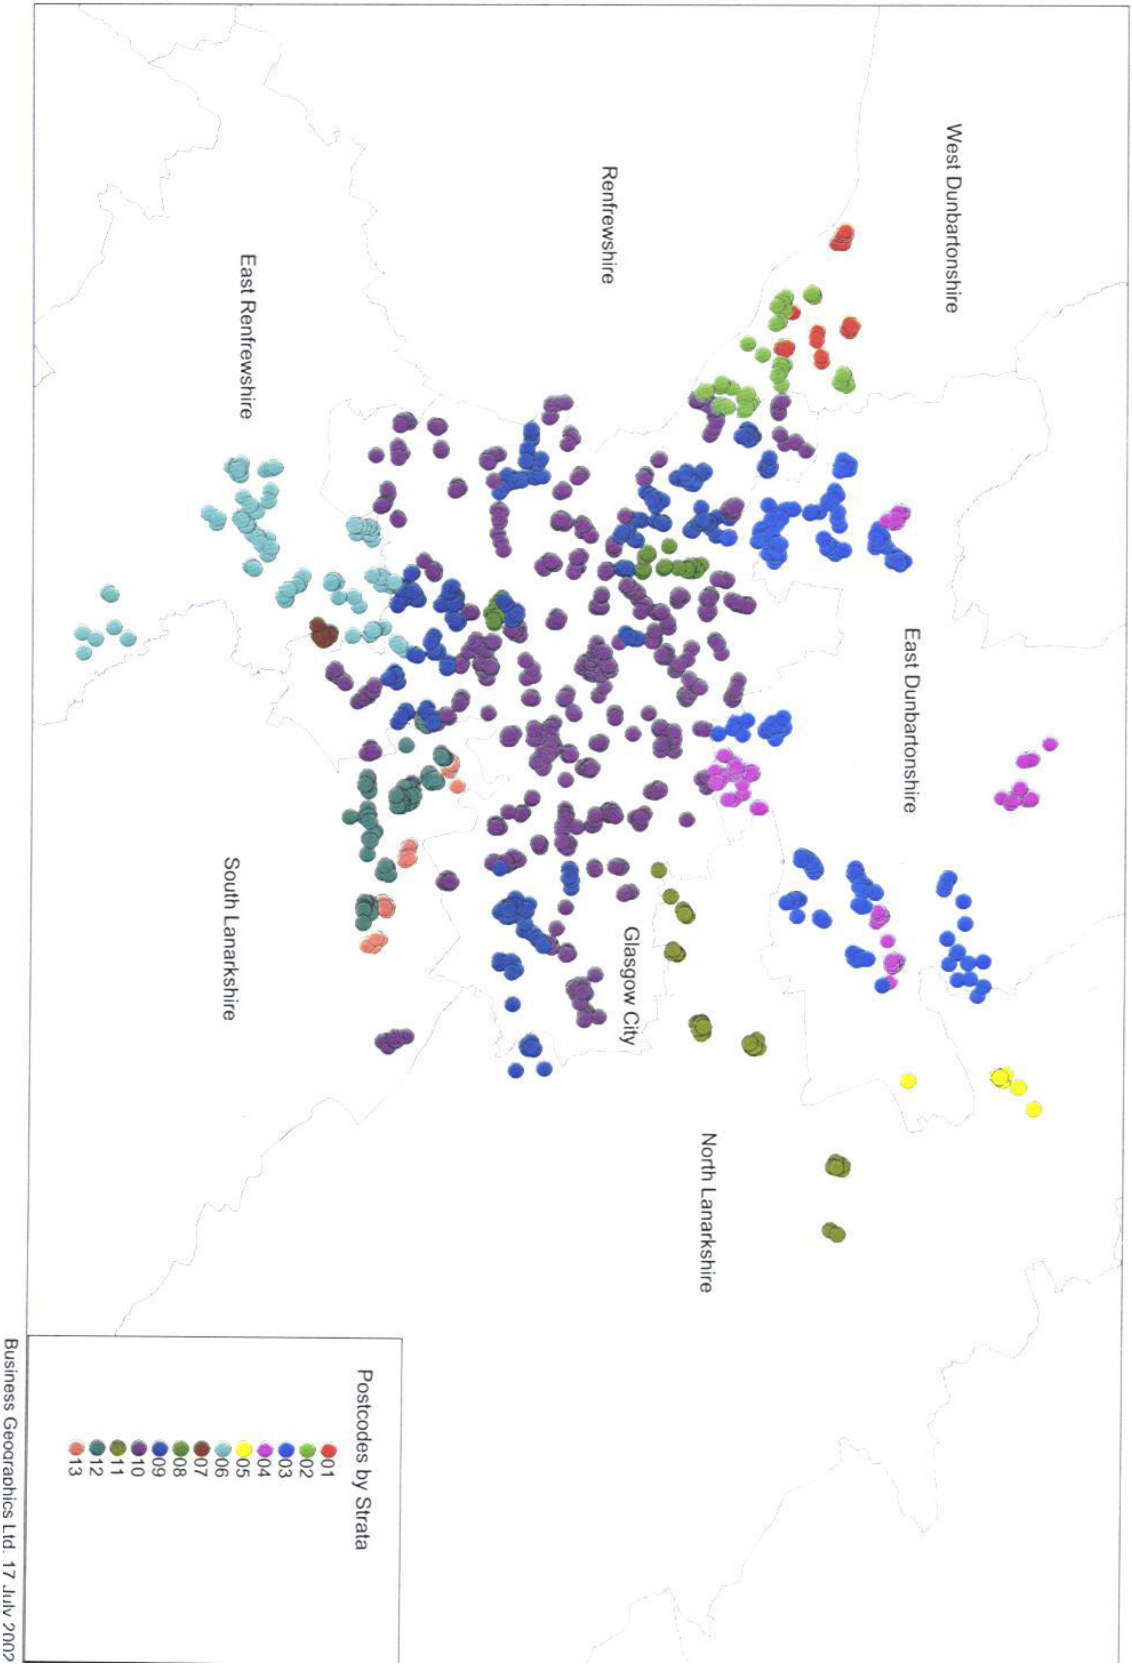 West Dunbartonshire
Renfrewshire
East Renfrewshire
East Dunbartonshire
Glasgow City
South Lanarkshire
North Lanarkshire
Postcodes by Strata
01
02
03
04
05
06
07
08
09
10
11
12
13
Business Geographics Ltd. 17 July 2002